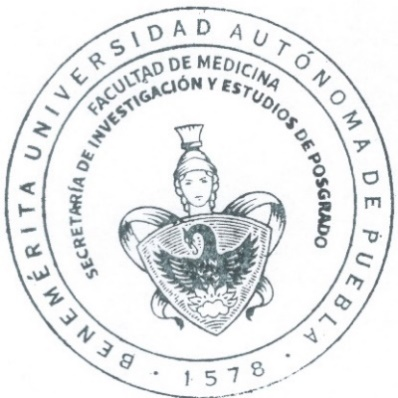 BENEMÉRITA UNIVERSIDAD AUTÓNOMA DE PUEBLA
FACULTAD DE MEDICINA
SECRETARÍA DE INVESTIGACIÓN Y ESTUDIOS DE POSGRADO
· 1578 ·